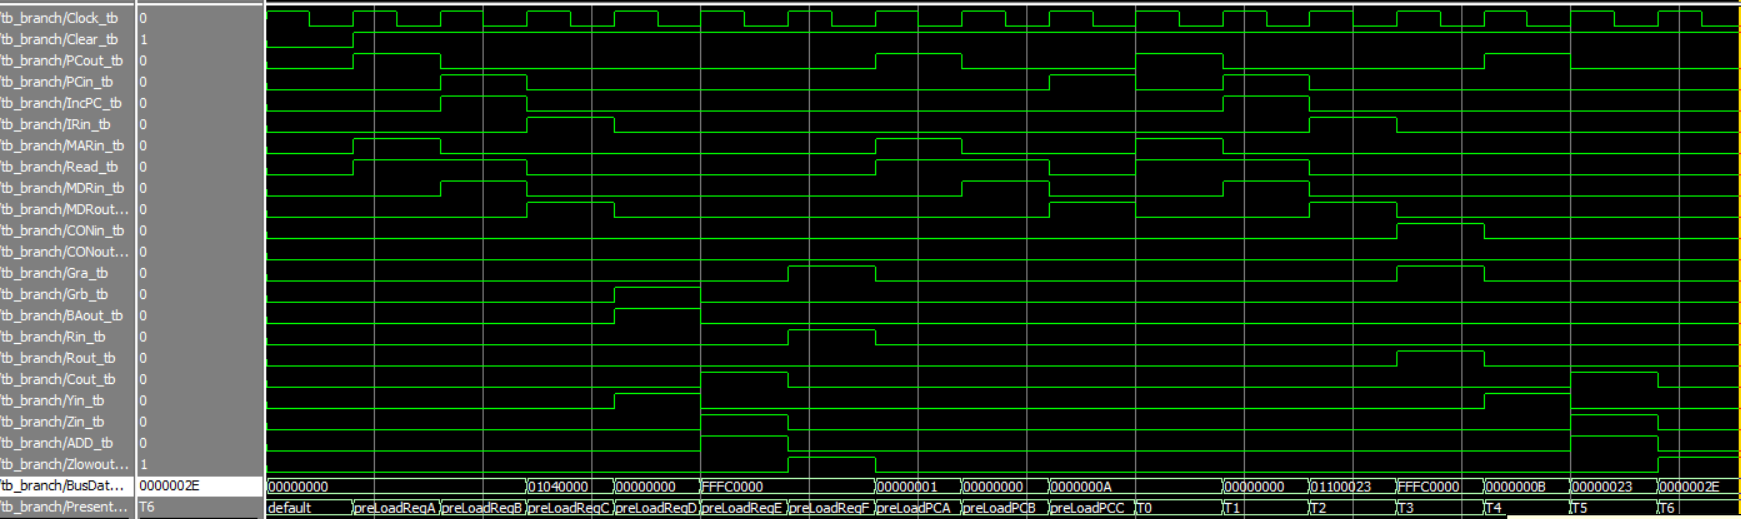 /tb_branch/Clock_tb 0
/tb_branch/Clear_tb 1
/tb_branch/PCout_tb 0
/tb_branch/PCin_tb 0
/tb_branch/IncPC_tb 0
/tb_branch/IRin_tb 0
/tb_branch/MARin_tb 0
/tb_branch/Read_tb 0
/tb_branch/MDRin_tb 0
/tb_branch/MDRout... 0
/tb_branch/CONin_tb 0
/tb_branch/CONout... 0
/tb_branch/Gra_tb 0
/tb_branch/Grb_tb 0
/tb_branch/BAout_tb 0
/tb_branch/Rin_tb 0
/tb_branch/Rout_tb 0
/tb_branch/Cout_tb 0
/tb_branch/Yin_tb 0
/tb_branch/Zin_tb 0
/tb_branch/ADD_tb 0
/tb_branch/Zlowout... 1
/tb_branch/BusDat... 0000002E 00000000 01040000 00000000 FFFC0000 00000001 00000000 0000000A 00000000 01100023 FFFC0000 0000000B 00000023 0000002E
/tb_branch/Present... T6 default preLoadRegA preLoadRegB preLoadRegC preLoadRegD preLoadRegE preLoadRegF preLoadPCA preLoadPCB preLoadPCC T0 T1 T2 T3 T4 T5 T6